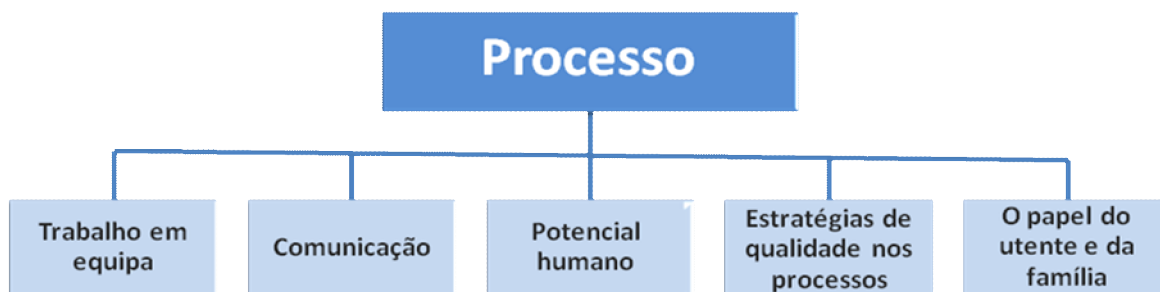 Processo
Trabalho em
equipa
Comunicação
Potencial
humano
Estratégias de
qualidade nos
processos
O papel do
utente e da
família